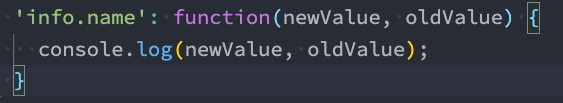 'info.name': function(newValue, oldValue) {
  console.log(newValue, oldValue);
}